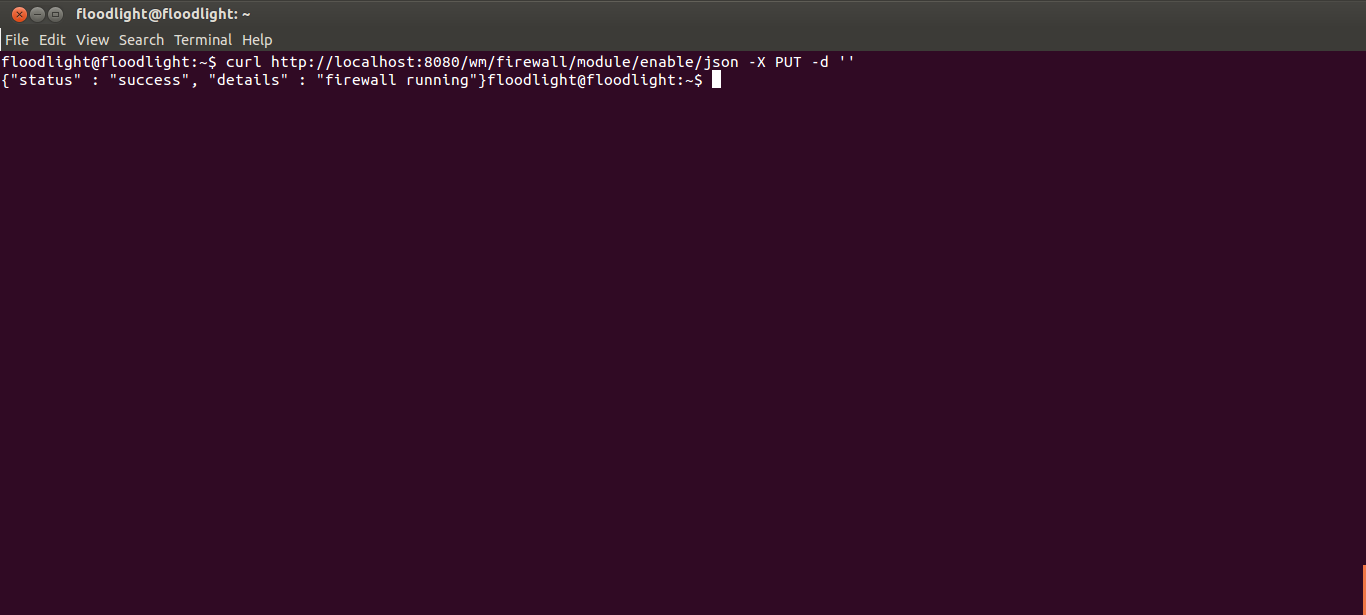 floodlight@floodlight: ~
File Edit View Search Terminal Help
floodlight@floodlight:~$ curl http://localhost:8080/wm/firewall/module/enable/json -X PUT -d ''
{"status" : "success", "details" : "firewall running"}floodlight@floodlight:~$